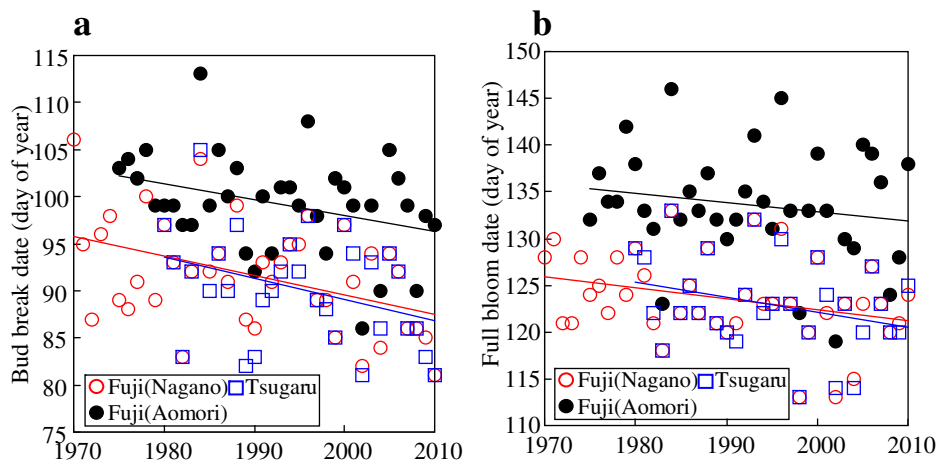 a
Bud break date (day of year)
115
110
105
100
95
90
85
80
75
Fuji(Nagano)
Tsugaru
Fuji(Aomori)
1970
1980
1990
2000
2010
b
Full bloom date (day of year)
150
145
140
135
130
125
120
115
110
Fuji(Nagano)
Tsugaru
Fuji(Aomori)
1970
1980
1990
2000
2010